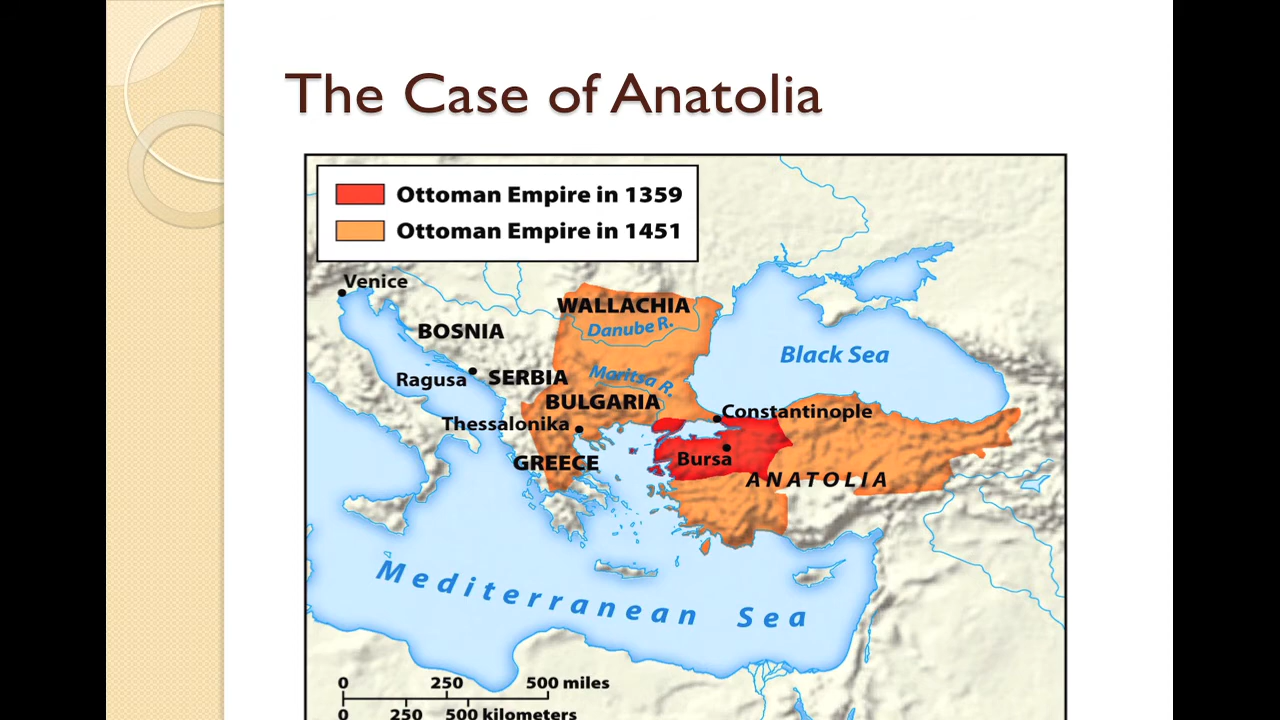 The Case of Anatolia
Ottoman Empire in 1359
Ottoman Empire in 1451
Venice
WALLACHIA
Danube R.
BOSNIA
Black Sea
Ragusa
SERBIA
Maritsa R.
BULGARIA
Constantinople
Thessalonika
GREECE
Bursa
ANATOLIA
Mediterranean Sea
0 250 500 miles
0 250 500 kilometers